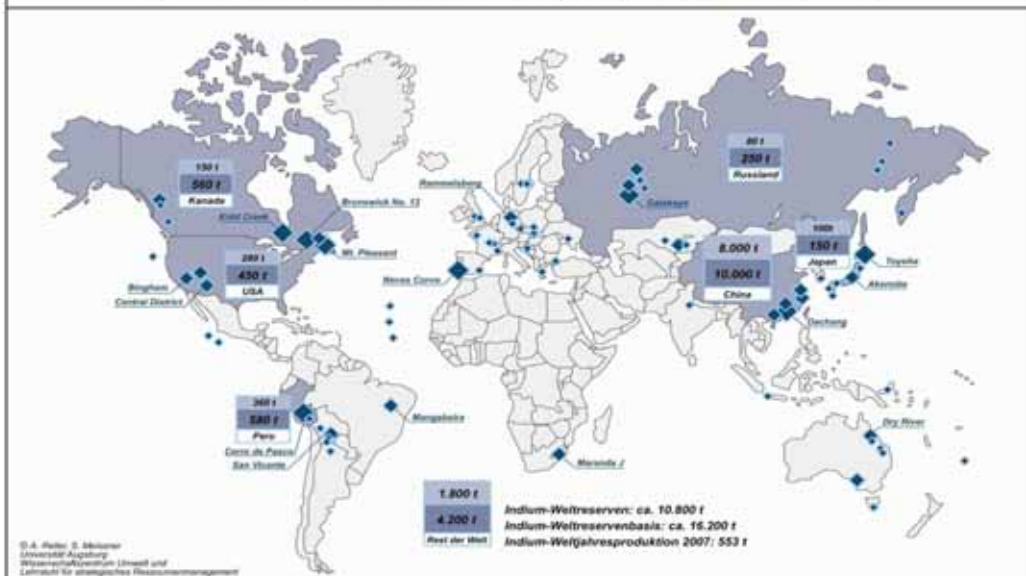 150 t
560 t
Kanada
Kidd Creek
Brunswick No. 12
Mt. Pleasant
280 t
450 t
USA
Bingham
Central District
Rammelsberg
Neves Corvo
80 t
250 t
Russland
Gaiskoye
8.000 t
10.000 t
China
100t
150 t
Japan
Toyoha
Akenobe
Dachang
360 t
580 t
Peru
Cerro de Pasco
San Vicente
Mangabeira
Maranda J
Dry River
1.800 t
4.200 t
Rest der Welt
Indium-Weltreserven: ca. 10.800 t
Indium-Weltreservenbasis: ca. 16.200 t
Indium-Weltjahresproduktion 2007: 553 t
© A. Reller, S. Meissner
Universität Augsburg
Wissenschaftszentrum Umwelt und
Lehrstuhl für strategisches Ressourcenmanagement